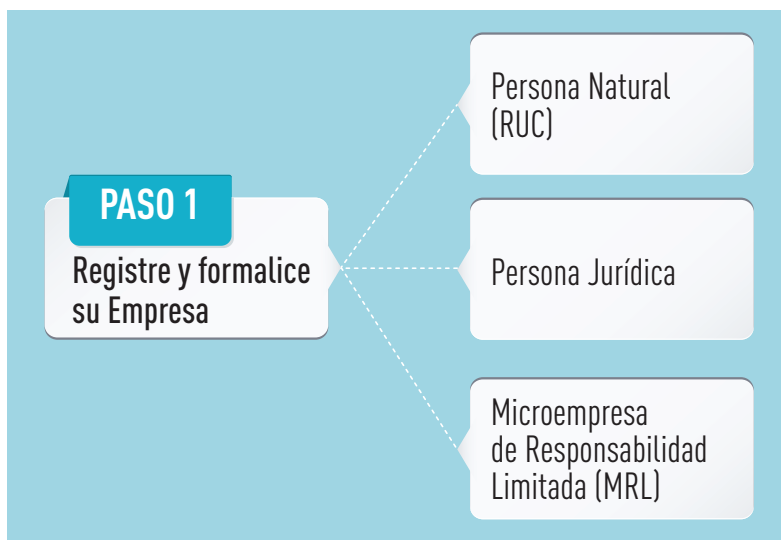 PASO 1
Registre y formalice
su Empresa
Persona Natural
(RUC)
Persona Jurídica
Microempresa
de Responsabilidad
Limitada (MRL)